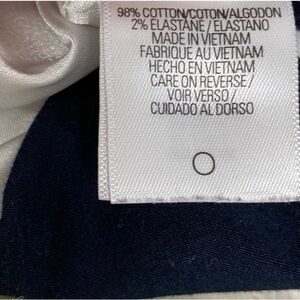 98% COTTON/COTON/ALGODON
2% ELASTANE/ELASTANO
MADE IN VIETNAM
FABRIQUE AU VIETNAM
HECHO EN VIETNAM
CARE ON REVERSE/
VOIR VERSO/
CUIDADO AL DORSO